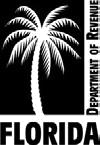 DEPARTMENT OF REVENUE
FLORIDA